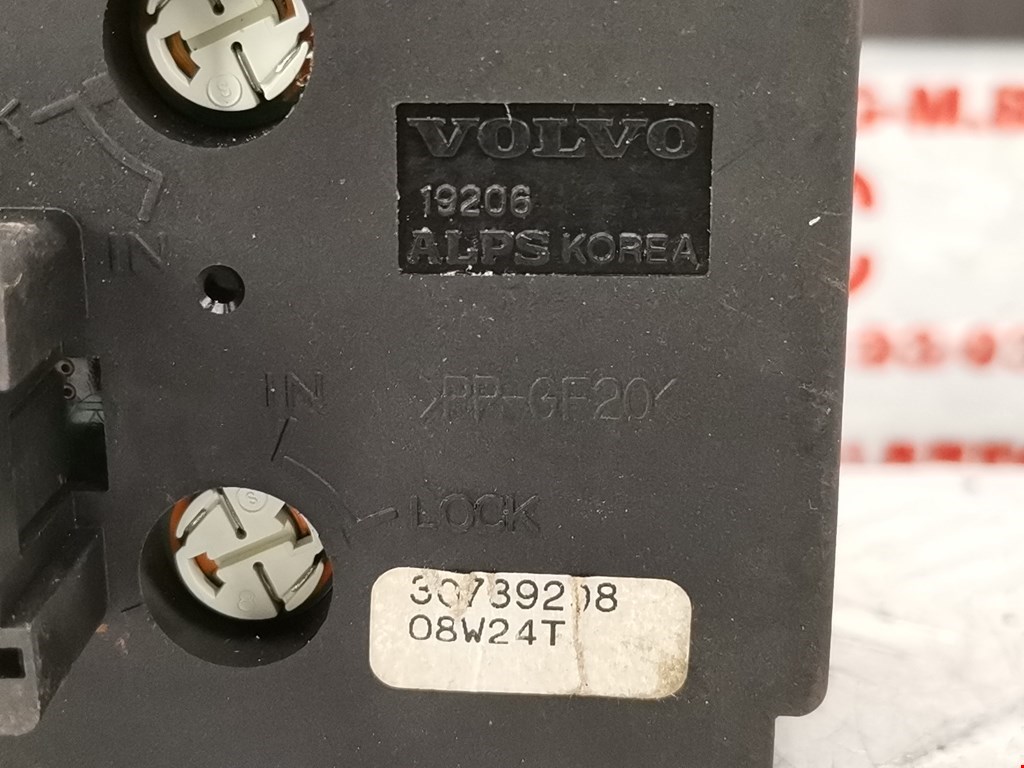 VOLVO
19206
ALPS KOREA
IN
IN
>PP-GF20<
LOCK
30739208
08W24T